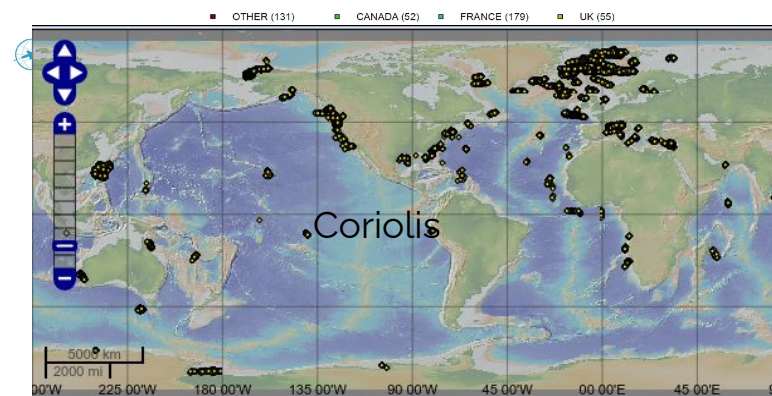 OTHER (131) CANADA (52) FRANCE (179) UK (55)
Coriolis
5000 km
2000 mi
00'W 225 00'W 180 00'W 135 00'W 90 00'W 45 00'W 00 00'E 45 00'E